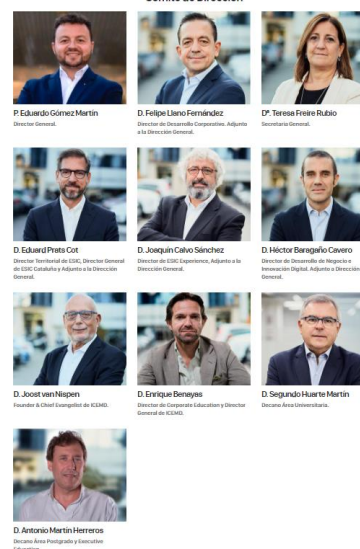 Comité de Dirección
P. Eduardo Gómez Martín
Director General.
D. Felipe Llano Fernández
Director de Desarrollo Corporativo. Adjunto
a la Dirección General.
Dª. Teresa Freire Rubio
Secretaria General.
D. Eduard Prats Cot
Director Territorial de ESIC, Director General
de ESIC Cataluña y Adjunto a la Dirección
General.
D. Joaquín Calvo Sánchez
Director de ESIC Experience, Adjunto a la
Dirección General.
D. Héctor Baragaño Cavero
Director de Desarrollo de Negocio e
Innovación Digital. Adjunto a Dirección
General.
D. Joost van Nispen
Founder & Chief Evangelist de ICEMD.
D. Enrique Benayas
Director de Corporate Education y Director
General de ICEMD.
D. Segundo Huarte Martín
Decano Área Universitaria.
D. Antonio Martín Herreros
Decano Área Postgrado y Executive
Education.